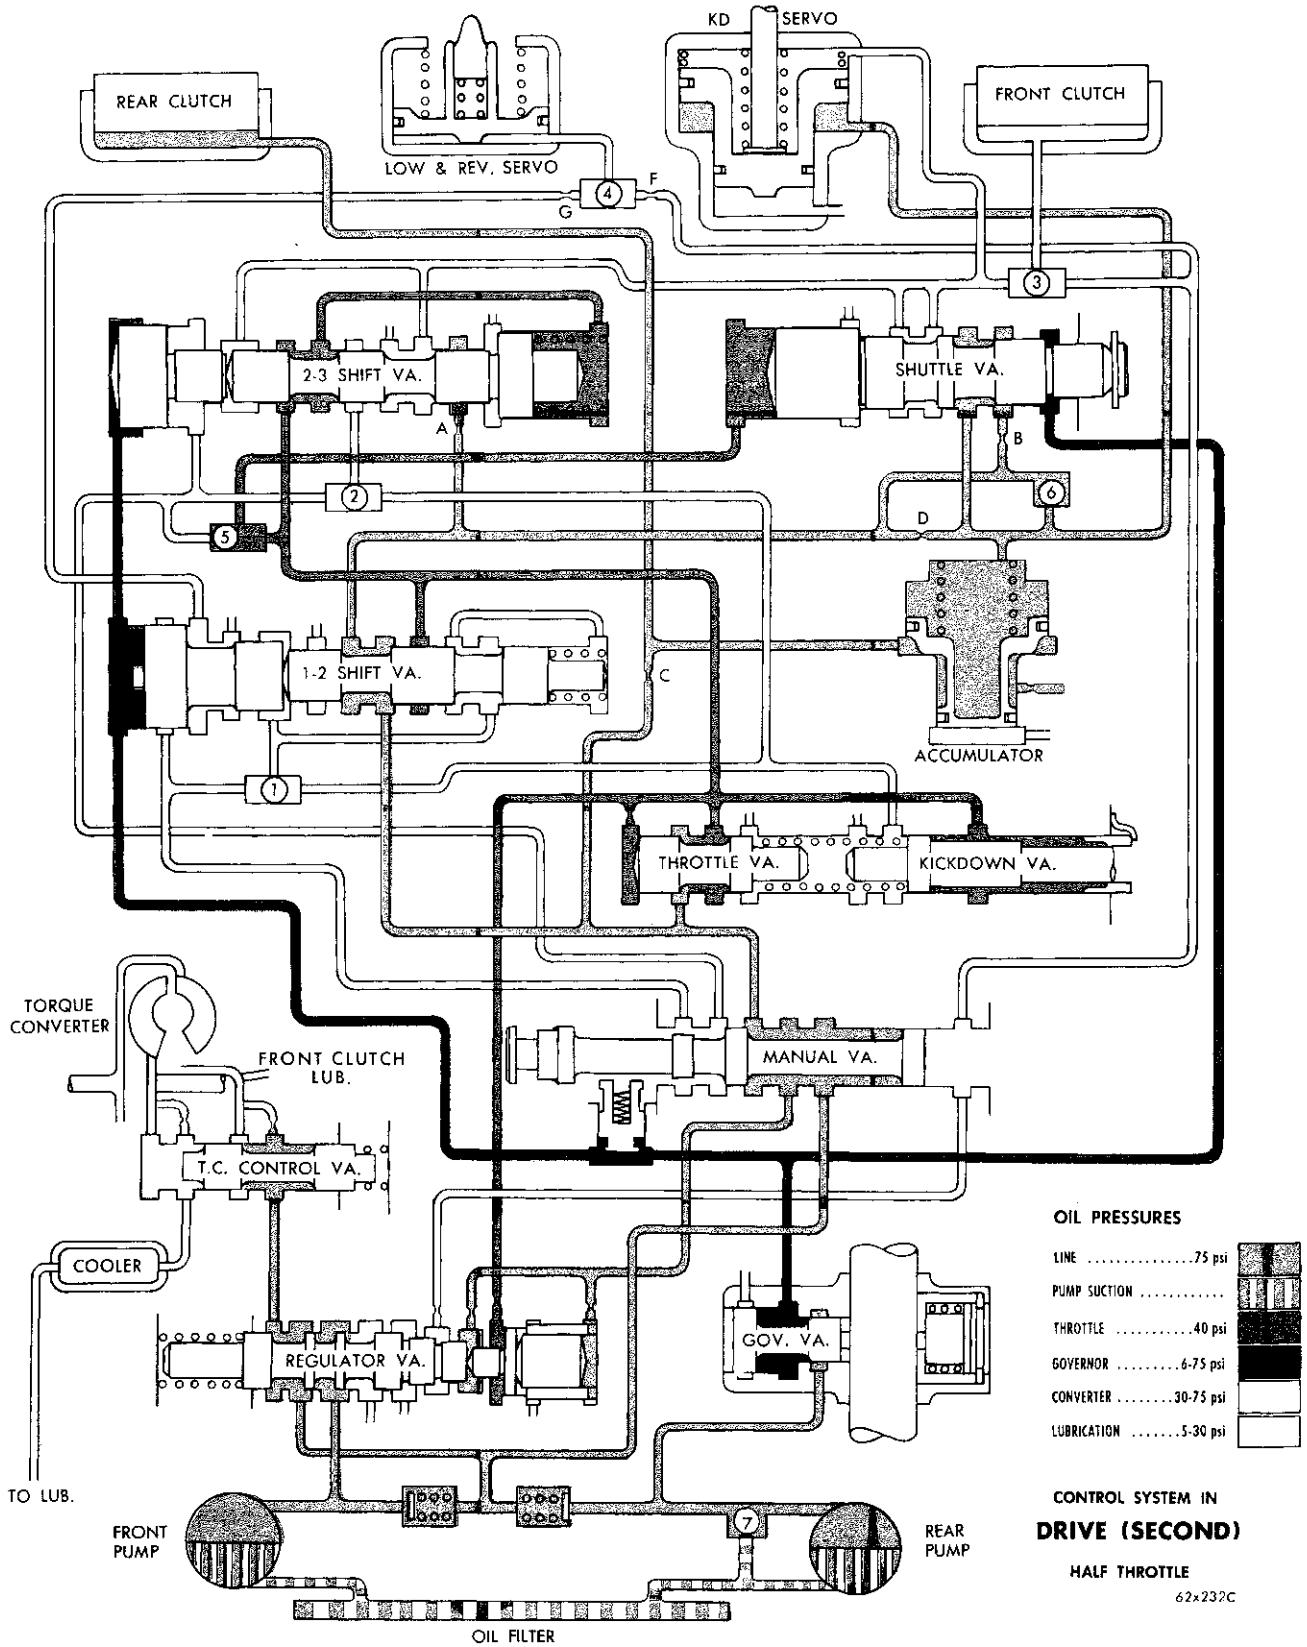 KD SERVO
REAR CLUTCH
FRONT CLUTCH
LOW & REV. SERVO
4
F
G
3
2-3 SHIFT VA.
SHUTTLE VA.
A
B
2
6
5
D
1-2 SHIFT VA.
C
ACCUMULATOR
1
THROTTLE VA.
KICKDOWN VA.
TORQUE
CONVERTER
FRONT CLUTCH
LUB.
MANUAL VA.
T.C. CONTROL VA.
COOLER
OIL PRESSURES
LINE ...............75 psi
PUMP SUCTION ............
THROTTLE ...........40 psi
GOVERNOR ........6-75 psi
CONVERTER ........30-75 psi
LUBRICATION .......5-30 psi
GOV. VA.
REGULATOR VA.
TO LUB.
FRONT
PUMP
7
REAR
PUMP
OIL FILTER
CONTROL SYSTEM IN
DRIVE (SECOND)
HALF THROTTLE
62x232C